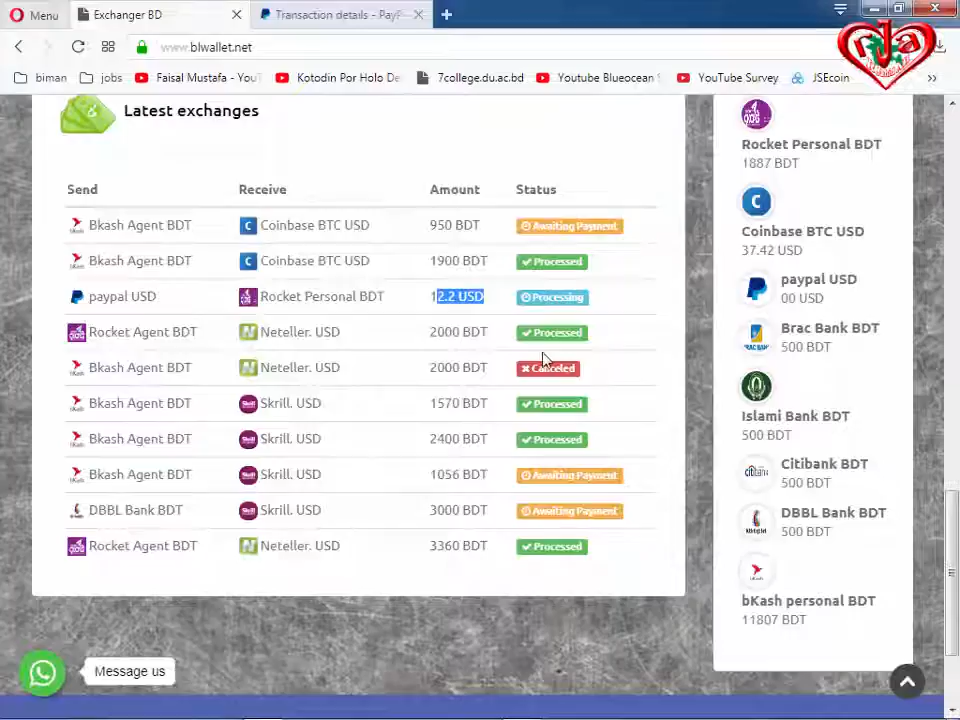 Menu
Exchanger BD
Transaction details - PayP
www.blwallet.net
biman
jobs
Faisal Mustafa - YouT
Kotodin Por Holo De
7college.du.ac.bd
Youtube Blueocean S
YouTube Survey
JSEcoin
rja
Latest exchanges
Send Receive Amount Status
Bkash Agent BDT Coinbase BTC USD 950 BDT Awaiting Payment
Bkash Agent BDT Coinbase BTC USD 1900 BDT Processed
paypal USD Rocket Personal BDT 12.2 USD Processing
Rocket Agent BDT Neteller. USD 2000 BDT Processed
Bkash Agent BDT Neteller. USD 2000 BDT Canceled
Bkash Agent BDT Skrill. USD 1570 BDT Processed
Bkash Agent BDT Skrill. USD 2400 BDT Processed
Bkash Agent BDT Skrill. USD 1056 BDT Awaiting Payment
DBBL Bank BDT Skrill. USD 3000 BDT Awaiting Payment
Rocket Agent BDT Neteller. USD 3360 BDT Processed
Rocket Personal BDT
1887 BDT
Coinbase BTC USD
37.42 USD
paypal USD
00 USD
Brac Bank BDT
500 BDT
Islami Bank BDT
500 BDT
Citibank BDT
500 BDT
DBBL Bank BDT
500 BDT
bKash personal BDT
11807 BDT
Message us